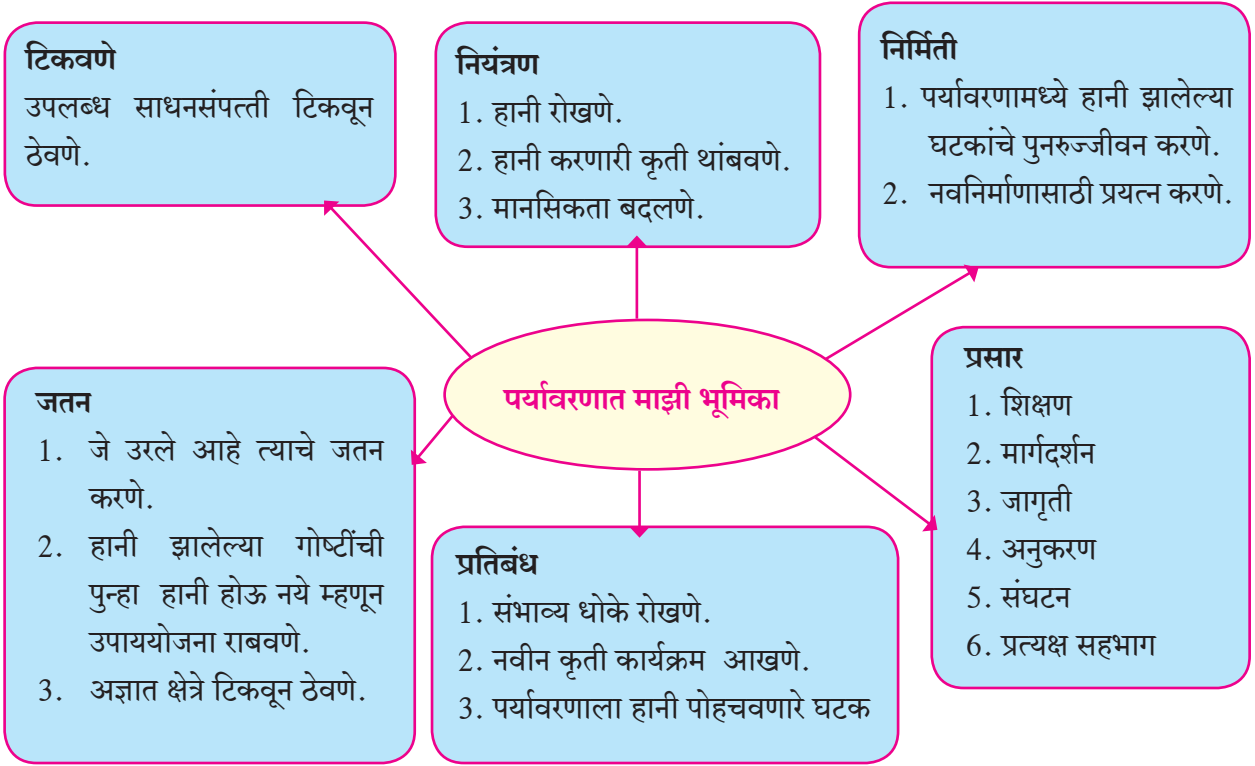 टिकवणे
उपलब्ध साधनसंपत्ती टिकवून
ठेवणे.
नियंत्रण
1. हानी रोखणे.
2. हानी करणारी कृती थांबवणे.
3. मानसिकता बदलणे.
निर्मिती
1. पर्यावरणामध्ये हानी झालेल्या
घटकांचे पुनरुज्जीवन करणे.
2. नवनिर्माणासाठी प्रयत्न करणे.
पर्यावरणात माझी भूमिका
जतन
1. जे उरले आहे त्याचे जतन
करणे.
2. हानी झालेल्या गोष्टींची
पुन्हा हानी होऊ नये म्हणून
उपाययोजना राबवणे.
3. अज्ञात क्षेत्रे टिकवून ठेवणे.
प्रतिबंध
1. संभाव्य धोके रोखणे.
2. नवीन कृती कार्यक्रम आखणे.
3. पर्यावरणाला हानी पोहचवणारे घटक
प्रसार
1. शिक्षण
2. मार्गदर्शन
3. जागृती
4. अनुकरण
5. संघटन
6. प्रत्यक्ष सहभाग